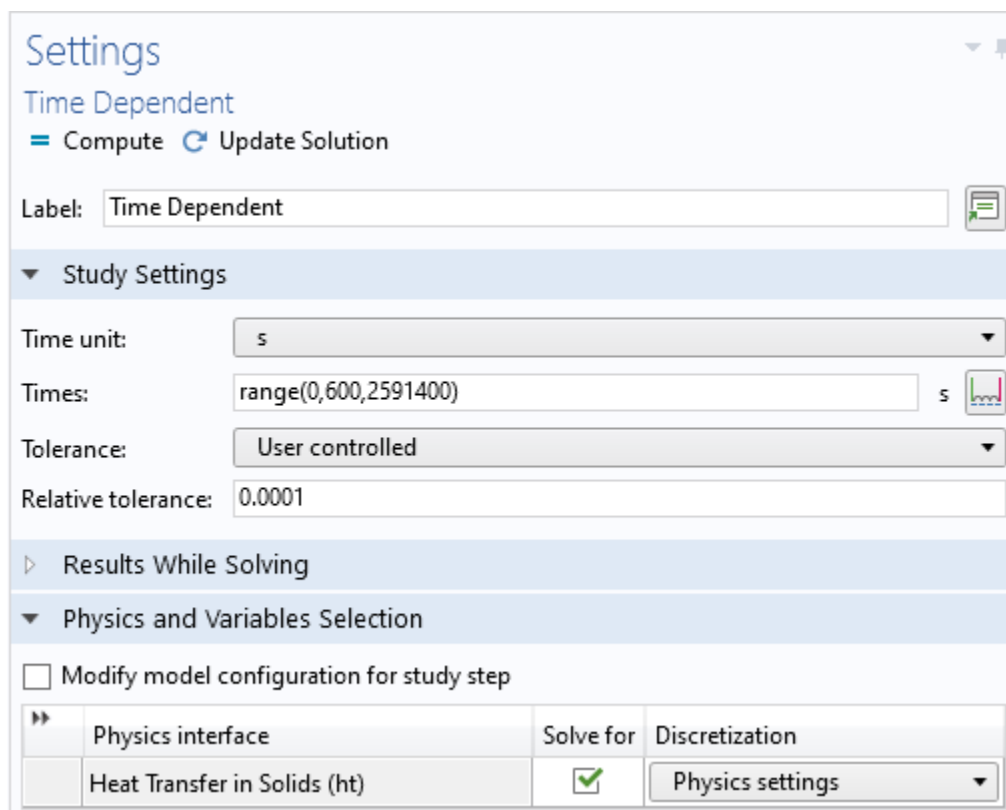 Settings
Time Dependent
= Compute Update Solution
Label: Time Dependent
Study Settings
Time unit: s
Times: range(0,600,2591400) s
Tolerance: User controlled
Relative tolerance: 0.0001
Results While Solving
Physics and Variables Selection
Modify model configuration for study step
Physics interface Solve for Discretization
Heat Transfer in Solids (ht) Physics settings